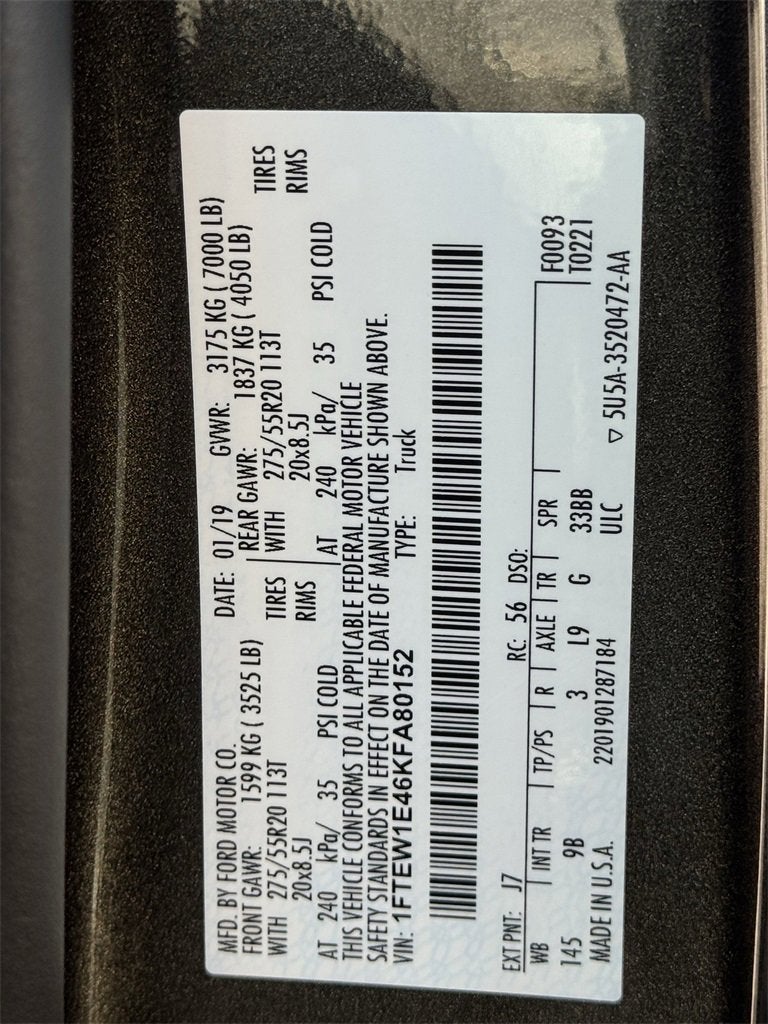 MFD. BY FORD MOTOR CO. DATE: 01/19 GVWR: 3175 KG ( 7000 LB)
FRONT GAWR: 1599 KG ( 3525 LB) REAR GAWR: 1837 KG ( 4050 LB)
WITH 275/55R20 113T TIRES WITH 275/55R20 113T TIRES
20x8.5J RIMS 20x8.5J RIMS
AT 240 kPa/ 35 PSI COLD AT 240 kPa/ 35 PSI COLD
THIS VEHICLE CONFORMS TO ALL APPLICABLE FEDERAL MOTOR VEHICLE
SAFETY STANDARDS IN EFFECT ON THE DATE OF MANUFACTURE SHOWN ABOVE.
VIN: 1FTEW1E46KFA80152 TYPE: Truck
EXT PNT: J7 RC: 56 DSO:
WB INT TR TP/PS R AXLE TR SPR F0093
145 9B 3 L9 G 33BB T0221
MADE IN U.S.A. 2201901287184 ULC ▽ 5U5A-3520472-AA